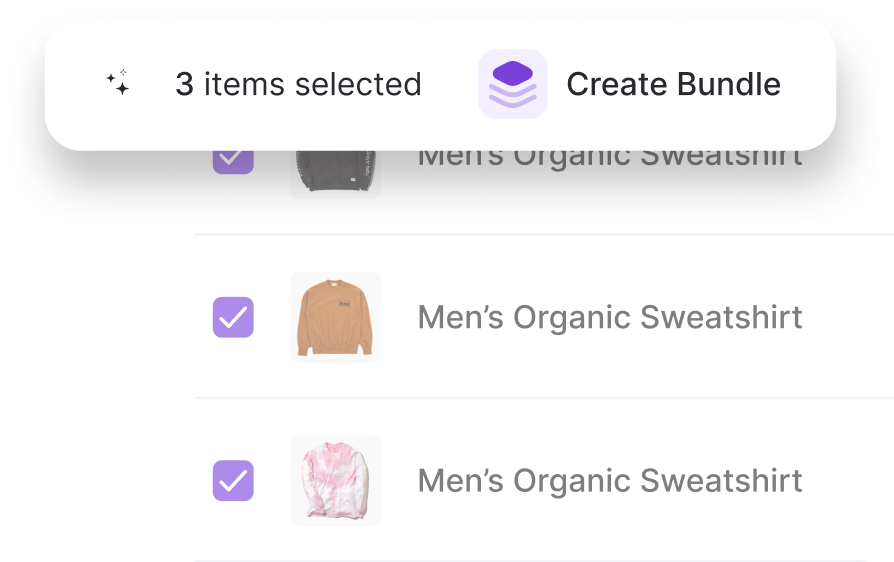 3 items selected
Create Bundle
Men's Organic Sweatshirt
Men’s Organic Sweatshirt
Men’s Organic Sweatshirt